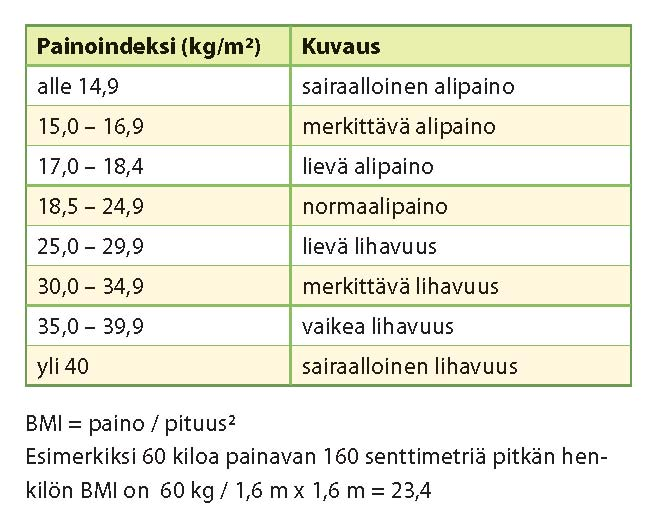 Painoindeksi (kg/m²) Kuvaus
alle 14,9 sairaalloinen alipaino
15,0 – 16,9 merkittävä alipaino
17,0 – 18,4 lievä alipaino
18,5 – 24,9 normaalipaino
25,0 – 29,9 lievä lihavuus
30,0 – 34,9 merkittävä lihavuus
35,0 – 39,9 vaikea lihavuus
yli 40 sairaalloinen lihavuus
BMI = paino / pituus²
Esimerkiksi 60 kiloa painavan 160 senttimetriä pitkän hen-
kilön BMI on 60 kg / 1,6 m x 1,6 m = 23,4